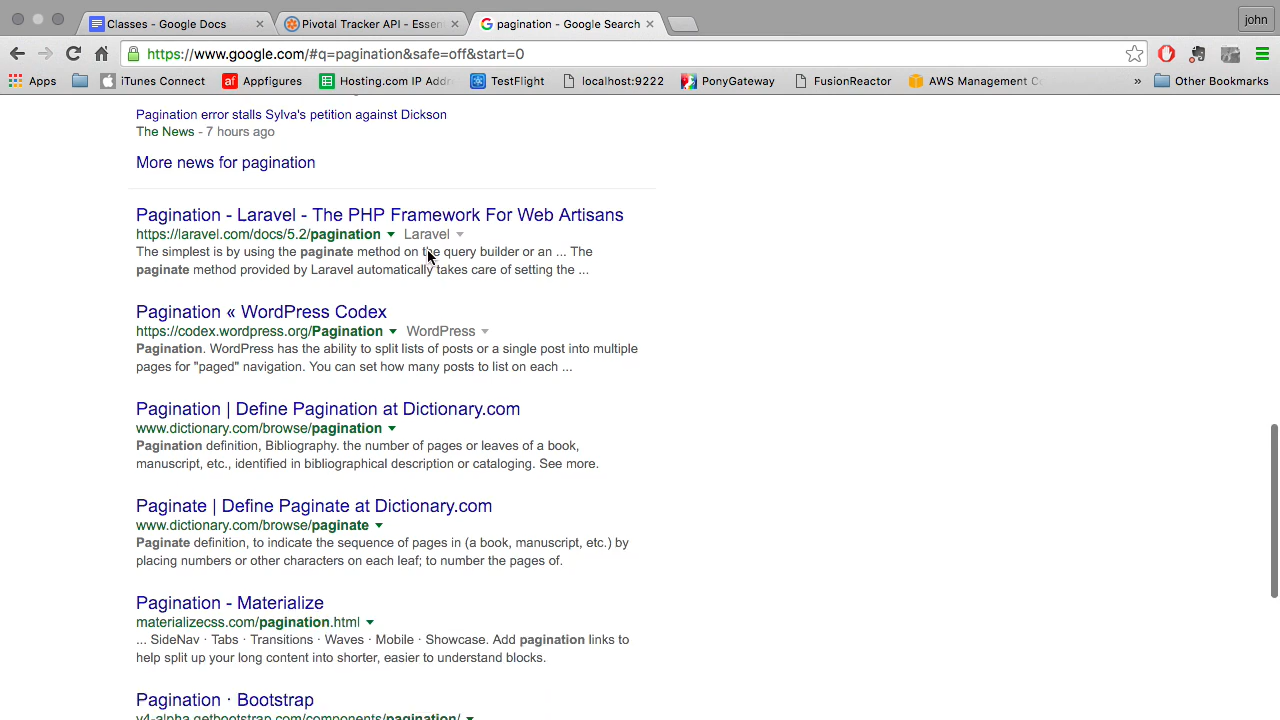 Classes - Google Docs
Pivotal Tracker API - Essen
pagination - Google Search
john
https://www.google.com/#q=pagination&safe=off&start=0
Apps
iTunes Connect
af Appfigures
Hosting.com IP Addr
TestFlight
localhost:9222
PonyGateway
FusionReactor
AWS Management Co
»
Other Bookmarks
Pagination error stalls Sylva's petition against Dickson
The News - 7 hours ago
More news for pagination
Pagination - Laravel - The PHP Framework For Web Artisans
https://laravel.com/docs/5.2/pagination Laravel
The simplest is by using the paginate method on the query builder or an ... The
paginate method provided by Laravel automatically takes care of setting the ...
Pagination « WordPress Codex
https://codex.wordpress.org/Pagination WordPress
Pagination. WordPress has the ability to split lists of posts or a single post into multiple
pages for "paged" navigation. You can set how many posts to list on each ...
Pagination | Define Pagination at Dictionary.com
www.dictionary.com/browse/pagination
Pagination definition, Bibliography. the number of pages or leaves of a book,
manuscript, etc., identified in bibliographical description or cataloging. See more.
Paginate | Define Paginate at Dictionary.com
www.dictionary.com/browse/paginate
Paginate definition, to indicate the sequence of pages in (a book, manuscript, etc.) by
placing numbers or other characters on each leaf; to number the pages of.
Pagination - Materialize
materializecss.com/pagination.html
... SideNav · Tabs · Transitions · Waves · Mobile · Showcase. Add pagination links to
help split up your long content into shorter, easier to understand blocks.
Pagination · Bootstrap
v4-alpha.getbootstrap.com/components/pagination/